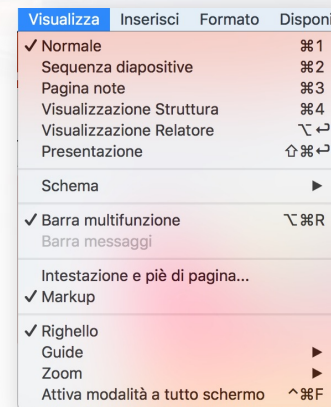 Visualizza Inserisci Formato Disponi
✓ Normale ⌘1
Sequenza diapositive ⌘2
Pagina note ⌘3
Visualizzazione Struttura ⌘4
Visualizzazione Relatore ⌥↩
Presentazione ⇧⌘↩
Schema ▶
✓ Barra multifunzione ⌥⌘R
Barra messaggi
Intestazione e piè di pagina...
✓ Markup
✓ Righello
Guide ▶
Zoom ▶
Attiva modalità a tutto schermo ^⌘F